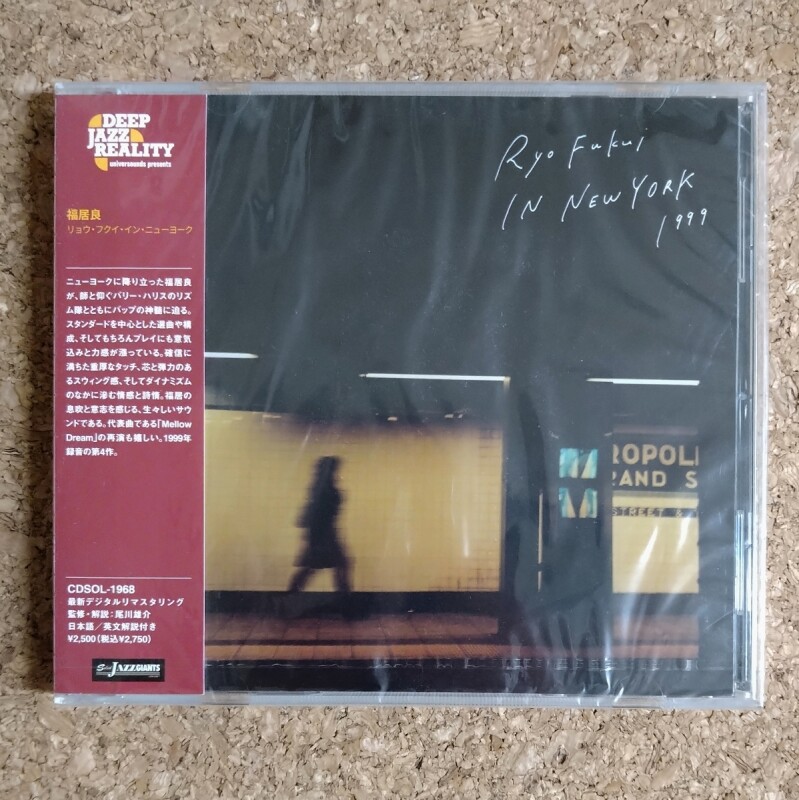 DEEP
JAZZ
REALITY
universounds presents
福居良
リョウ・フクイ・イン・ニューヨーク
ニューヨークに降り立った福居良
が、師と仰ぐバリー・ハリスのリズ
ム隊とともにバップの神髄に迫る。
スタンダードを中心とした選曲や構
成、そしてもちろんプレイにも意気
込みと力感が漲っている。確信に
満ちた重厚なタッチ、芯と弾力のあ
るスウィング感、そしてダイナミズム
のなかに滲む情感と詩情。福居の
息吹と意志を感じる、生々しいサウ
ンドである。代表曲である「Mellow
Dream」の再演も嬉しい。1999年
録音の第4作。
CDSOL-1968
最新デジタルリマスタリング
監修・解説：尾川雄介
日本語／英文解説付き
¥2,500（税込¥2,750）
Solid JAZZ GIANTS
Ryo Fukui
IN NEW YORK
1999
ROPOLI
RAND S
STREET &